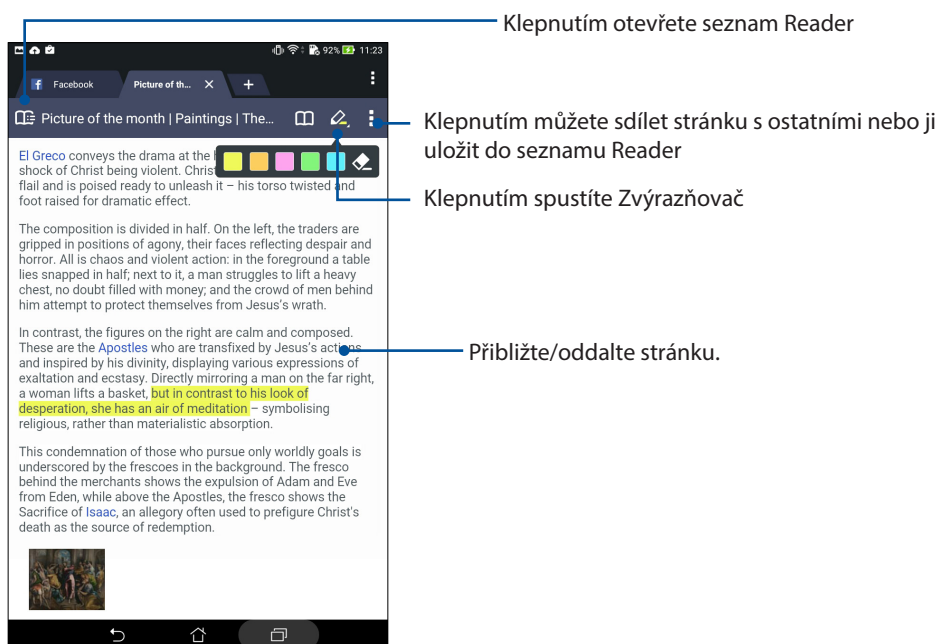 Klepnutím otevřete seznam Reader
92% 11:23
Facebook
Picture of th...
Picture of the month | Paintings | The...
Klepnutím můžete sdílet stránku s ostatními nebo ji
uložit do seznamu Reader
Klepnutím spustíte Zvýrazňovač
El Greco conveys the drama at the
shock of Christ being violent. Christ
flail and is poised ready to unleash it – his torso twisted and
foot raised for dramatic effect.
The composition is divided in half. On the left, the traders are
gripped in positions of agony, their faces reflecting despair and
horror. All is chaos and violent action: in the foreground a table
lies snapped in half; next to it, a man struggles to lift a heavy
chest, no doubt filled with money; and the crowd of men behind
him attempt to protect themselves from Jesus's wrath.
In contrast, the figures on the right are calm and composed.
These are the Apostles who are transfixed by Jesus's actions
and inspired by his divinity, displaying various expressions of
exaltation and ecstasy. Directly mirroring a man on the far right,
a woman lifts a basket, but in contrast to his look of
desperation, she has an air of meditation – symbolising
religious, rather than materialistic absorption.
Přibližte/oddalte stránku.
This condemnation of those who pursue only worldly goals is
underscored by the frescoes in the background. The fresco
behind the merchants shows the expulsion of Adam and Eve
from Eden, while above the Apostles, the fresco shows the
Sacrifice of Isaac, an allegory often used to prefigure Christ's
death as the source of redemption.